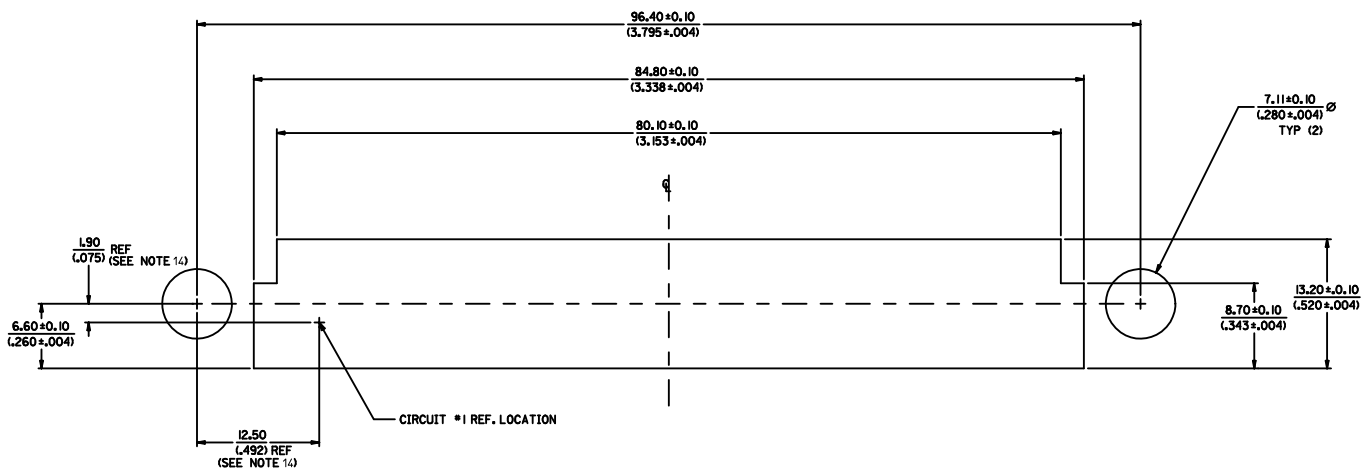 96.40±0.10
(3.795±.004)
84.80±0.10
(3.338±.004)
7.11±0.10 Ø
(.280±.004)
TYP (2)
80.10±0.10
(3.153±.004)
℄
1.90 REF
(.075) (SEE NOTE 14)
6.60±0.10
(.260±.004)
8.70±0.10
(.343±.004)
13.20±0.10
(.520±.004)
CIRCUIT #1 REF. LOCATION
12.50
(.492) REF
(SEE NOTE 14)